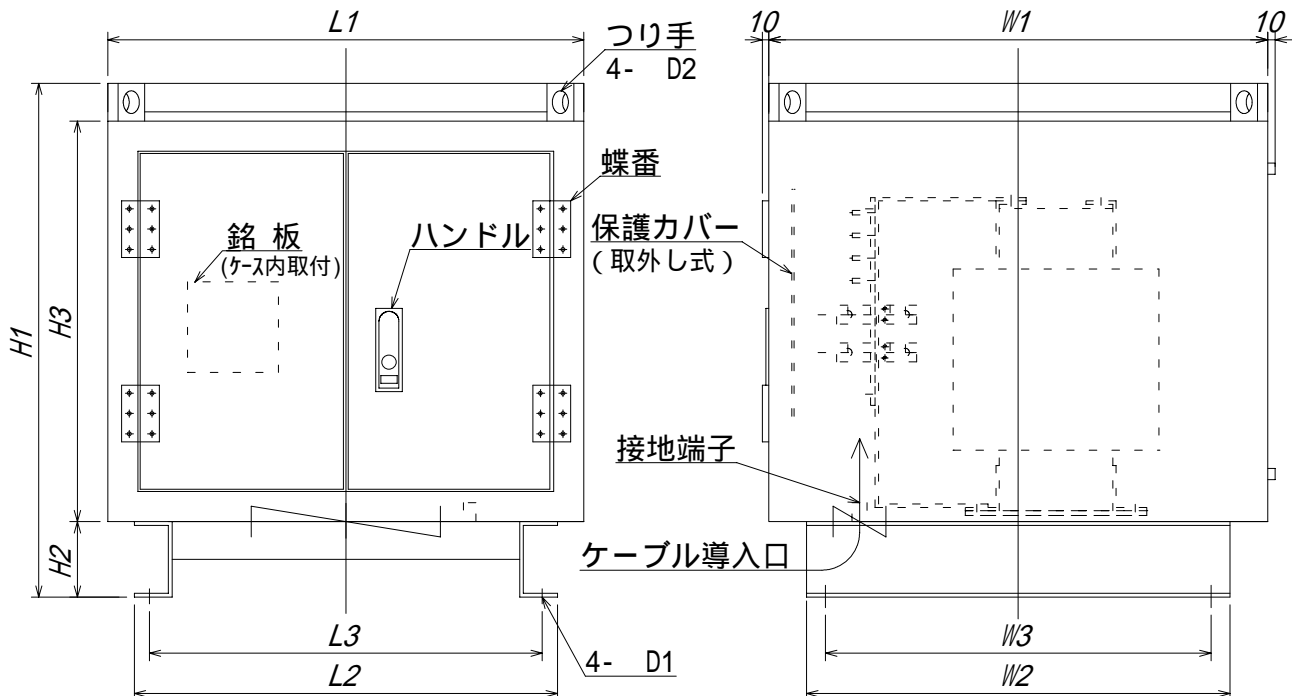 L1
つり手
4- D2
10
W1
10
蝶番
銘 板
(ケース内取付)
ハンドル
保護カバー
(取外し式)
H1
H3
H2
接地端子
ケーブル導入口
L3
L2
4- D1
W3
W2